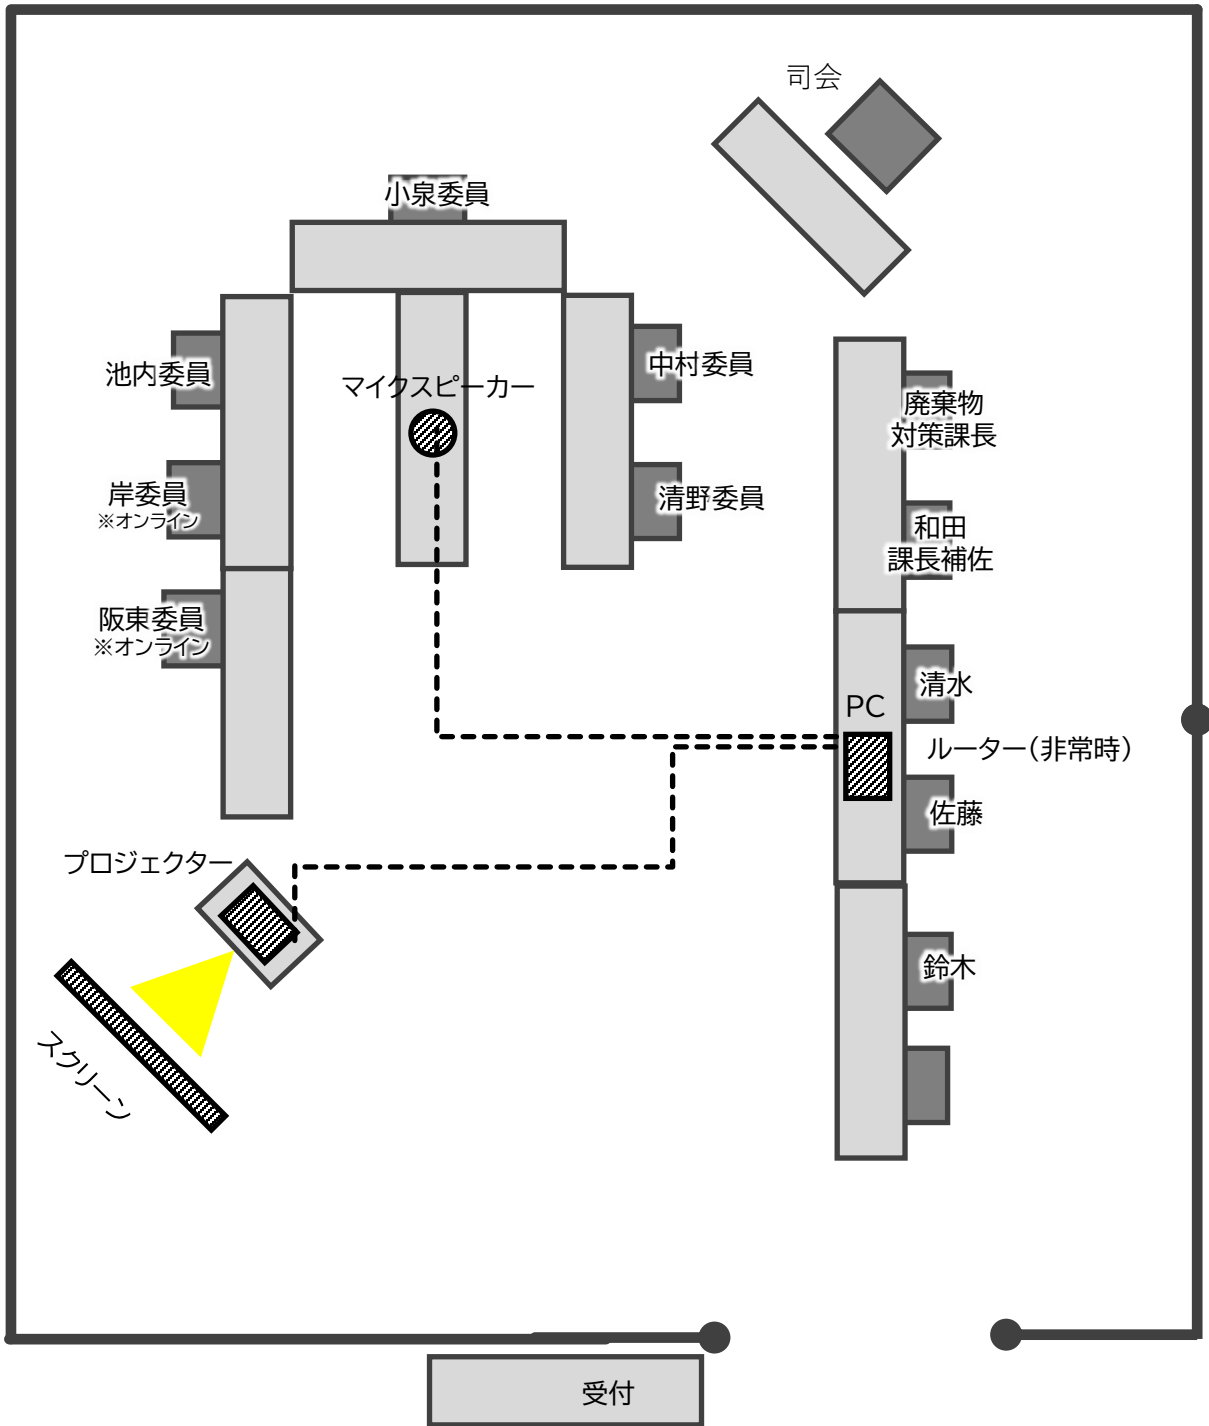 司会
小泉委員
池内委員
マイクスピーカー
中村委員
廃棄物
対策課長
岸委員
※オンライン
清野委員
和田
課長補佐
阪東委員
※オンライン
清水
PC
ルーター(非常時)
佐藤
プロジェクター
鈴木
スクリーン
受付